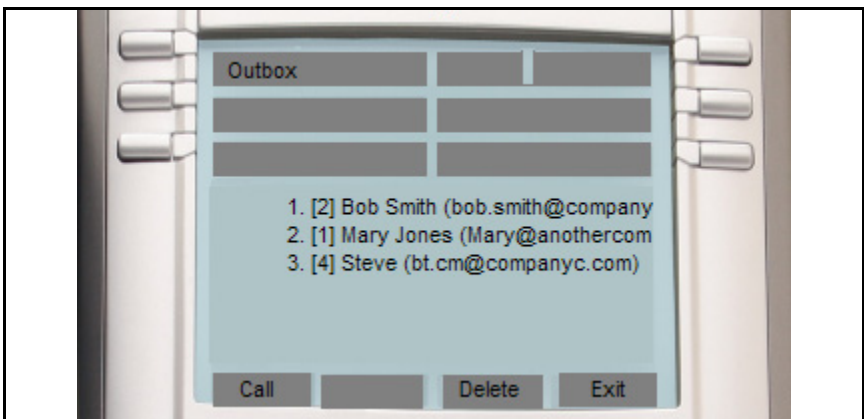 Outbox
1. [2] Bob Smith (bob.smith@company
2. [1] Mary Jones (Mary@anothercom
3. [4] Steve (bt.cm@companyc.com)
Call Delete Exit